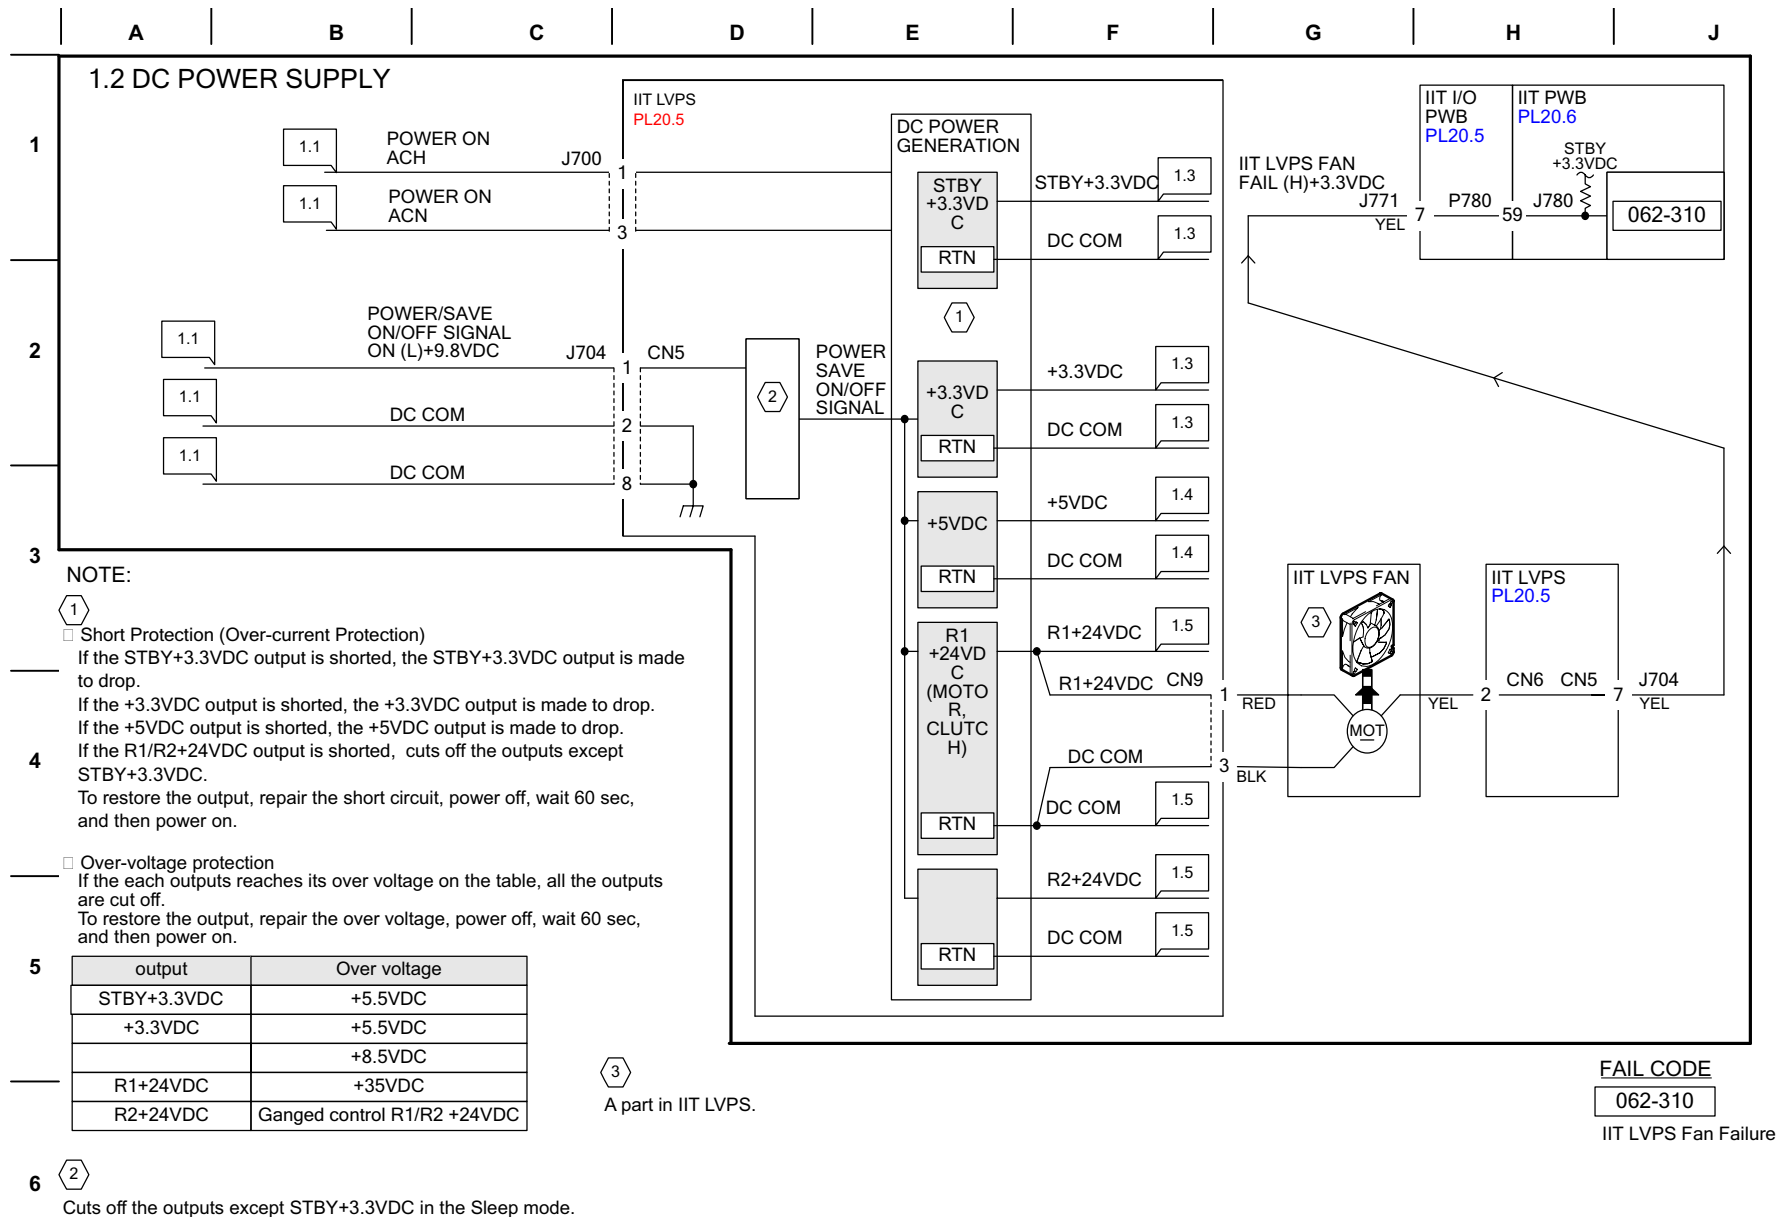 A B C D E F G H J
1
2
3
4
5
6
1.2 DC POWER SUPPLY
1.1
POWER ON
ACH
J700
1
1.1
POWER ON
ACN
3
IIT LVPS
PL20.5
DC POWER
GENERATION
STBY
+3.3VD
C
RTN
STBY+3.3VDC
1.3
DC COM
1.3
1
IIT LVPS FAN
FAIL (H)+3.3VDC
J771
YEL
7
IIT I/O
PWB
PL20.5
P780
59
IIT PWB
PL20.6
STBY
+3.3VDC
J780
062-310
1.1
POWER/SAVE
ON/OFF SIGNAL
ON (L)+9.8VDC
J704
1
CN5
1.1
DC COM
2
1.1
DC COM
8
2
POWER
SAVE
ON/OFF
SIGNAL
+3.3VD
C
RTN
+3.3VDC
1.3
DC COM
1.3
+5VDC
RTN
+5VDC
1.4
DC COM
1.4
R1
+24VD
C
(MOTO
R,
CLUTC
H)
RTN
R1+24VDC
1.5
R1+24VDC
CN9
1
RED
DC COM
3
BLK
DC COM
1.5
RTN
R2+24VDC
1.5
DC COM
1.5
IIT LVPS FAN
3
MOT
YEL
IIT LVPS
PL20.5
2
CN6
CN5
7
J704
YEL
NOTE:
1
Short Protection (Over-current Protection)
If the STBY+3.3VDC output is shorted, the STBY+3.3VDC output is made
to drop.
If the +3.3VDC output is shorted, the +3.3VDC output is made to drop.
If the +5VDC output is shorted, the +5VDC output is made to drop.
If the R1/R2+24VDC output is shorted, cuts off the outputs except
STBY+3.3VDC.
To restore the output, repair the short circuit, power off, wait 60 sec,
and then power on.
Over-voltage protection
If the each outputs reaches its over voltage on the table, all the outputs
are cut off.
To restore the output, repair the over voltage, power off, wait 60 sec,
and then power on.
output Over voltage
STBY+3.3VDC +5.5VDC
+3.3VDC +5.5VDC
+8.5VDC
R1+24VDC +35VDC
R2+24VDC Ganged control R1/R2 +24VDC
3
A part in IIT LVPS.
FAIL CODE
062-310
IIT LVPS Fan Failure
2
Cuts off the outputs except STBY+3.3VDC in the Sleep mode.